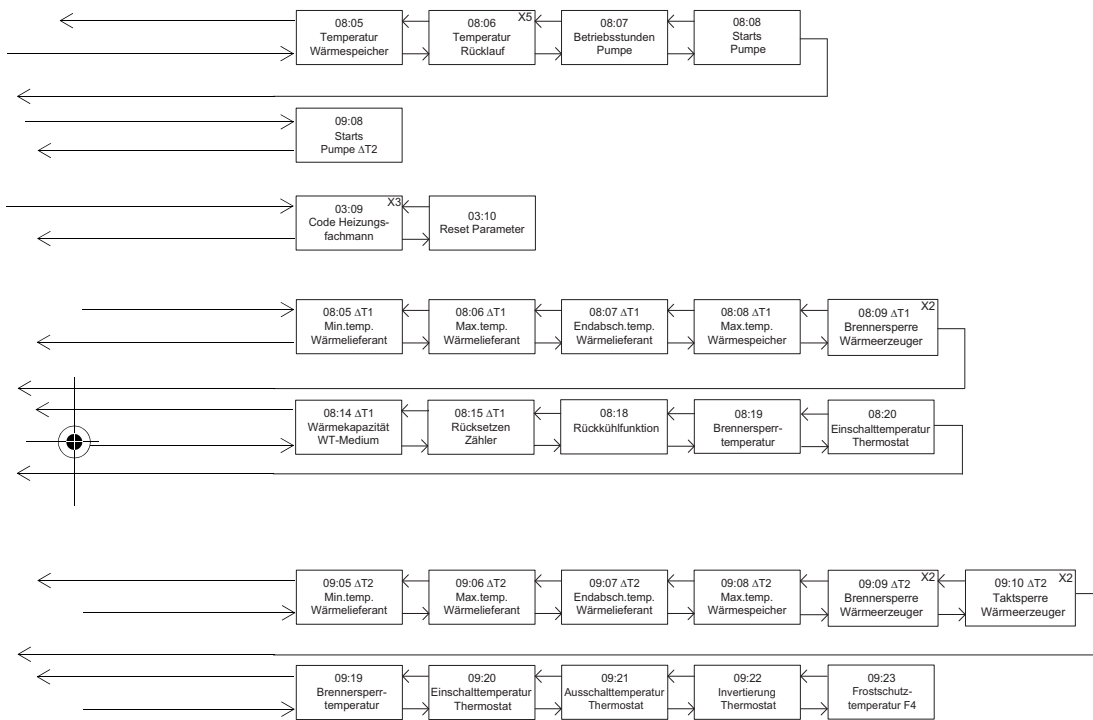 08:05
Temperatur
Wärmespeicher
X5
08:06
Temperatur
Rücklauf
08:07
Betriebsstunden
Pumpe
08:08
Starts
Pumpe
09:08
Starts
Pumpe ΔT2
X3
03:09
Code Heizungs-
fachmann
03:10
Reset Parameter
08:05 ΔT1
Min.temp.
Wärmelieferant
08:06 ΔT1
Max.temp.
Wärmelieferant
08:07 ΔT1
Endabsch.temp.
Wärmelieferant
08:08 ΔT1
Max.temp.
Wärmespeicher
X2
08:09 ΔT1
Brennersperre
Wärmeerzeuger
08:14 ΔT1
Wärmekapazität
WT-Medium
08:15 ΔT1
Rücksetzen
Zähler
08:18
Rückkühlfunktion
08:19
Brennersperr-
temperatur
08:20
Einschalttemperatur
Thermostat
09:05 ΔT2
Min.temp.
Wärmelieferant
09:06 ΔT2
Max.temp.
Wärmelieferant
09:07 ΔT2
Endabsch.temp.
Wärmelieferant
09:08 ΔT2
Max.temp.
Wärmespeicher
X2
09:09 ΔT2
Brennersperre
Wärmeerzeuger
X2
09:10 ΔT2
Taktsperre
Wärmeerzeuger
09:19
Brennersperr-
temperatur
09:20
Einschalttemperatur
Thermostat
09:21
Ausschalttemperatur
Thermostat
09:22
Invertierung
Thermostat
09:23
Frostschutz-
temperatur F4